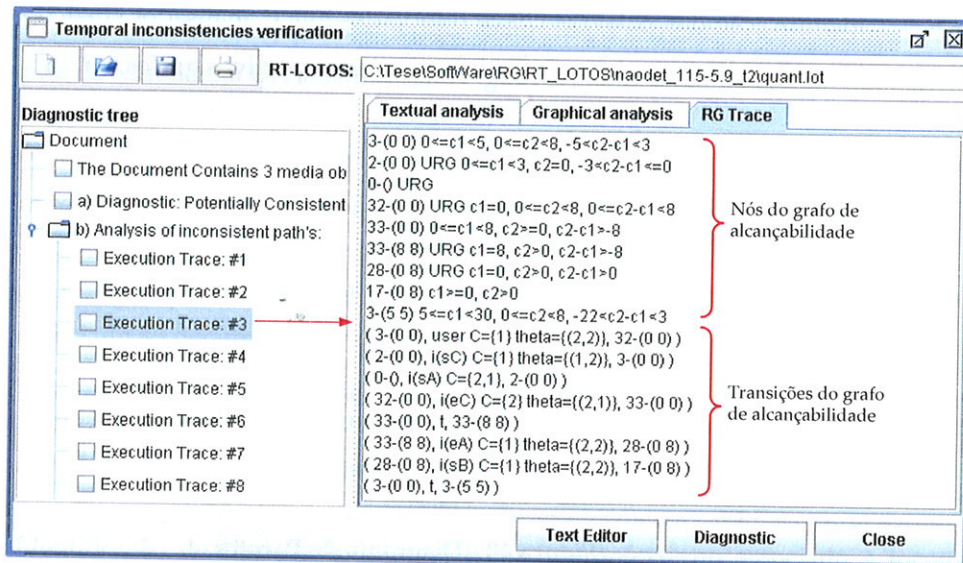 Temporal inconsistencies verification
RT-LOTOS: C:\Tese\SoftWare\RG\RT_LOTOS\naodet_115-5.9_t2\quant.lot
Diagnostic tree
Document
The Document Contains 3 media ob
a) Diagnostic: Potentially Consistent
b) Analysis of inconsistent path's:
Execution Trace: #1
Execution Trace: #2
Execution Trace: #3
Execution Trace: #4
Execution Trace: #5
Execution Trace: #6
Execution Trace: #7
Execution Trace: #8
Textual analysis Graphical analysis RG Trace
3-(0 0) 0<=c1<5, 0<=c2<8, -5<c2-c1<3
2-(0 0) URG 0<=c1<3, c2=0, -3<c2-c1<=0
0-() URG
32-(0 0) URG c1=0, 0<=c2<8, 0<=c2-c1<8
33-(0 0) 0<=c1<8, c2>=0, c2-c1>-8
33-(8 8) URG c1=8, c2>0, c2-c1>-8
28-(0 8) URG c1=0, c2>0, c2-c1>0
17-(0 8) c1>=0, c2>0
3-(5 5) 5<=c1<30, 0<=c2<8, -22<c2-c1<3
( 3-(0 0), user C={1} theta={(2,2)}, 32-(0 0) )
( 2-(0 0), i(sC) C={1} theta={(1,2)}, 3-(0 0) )
( 0-(), i(sA) C={2,1}, 2-(0 0) )
( 32-(0 0), i(eC) C={2} theta={(2,1)}, 33-(0 0) )
( 33-(0 0), t, 33-(8 8) )
( 33-(8 8), i(eA) C={1} theta={(2,2)}, 28-(0 8) )
( 28-(0 8), i(sB) C={1} theta={(2,2)}, 17-(0 8) )
( 3-(0 0), t, 3-(5 5) )
Nós do grafo de
alcançabilidade
Transições do grafo
de alcançabilidade
Text Editor Diagnostic Close